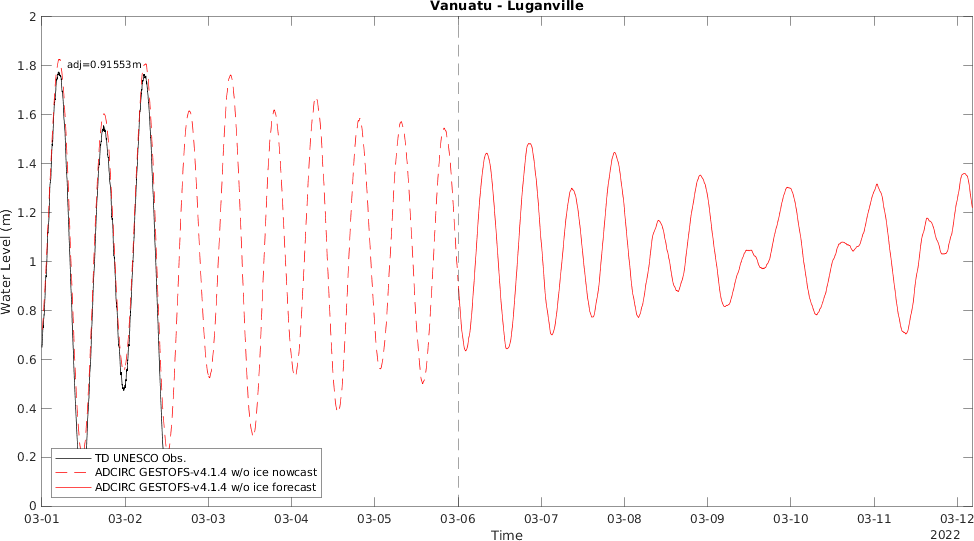 Vanuatu - Luganville
2
1.8
adj=0.91553m
1.6
1.4
1.2
1
0.8
0.6
0.4
0.2
0
Water Level (m)
TD UNESCO Obs.
ADCIRC GESTOFS-v4.1.4 w/o ice nowcast
ADCIRC GESTOFS-v4.1.4 w/o ice forecast
03-01 03-02 03-03 03-04 03-05 03-06 03-07 03-08 03-09 03-10 03-11 03-12
Time
2022